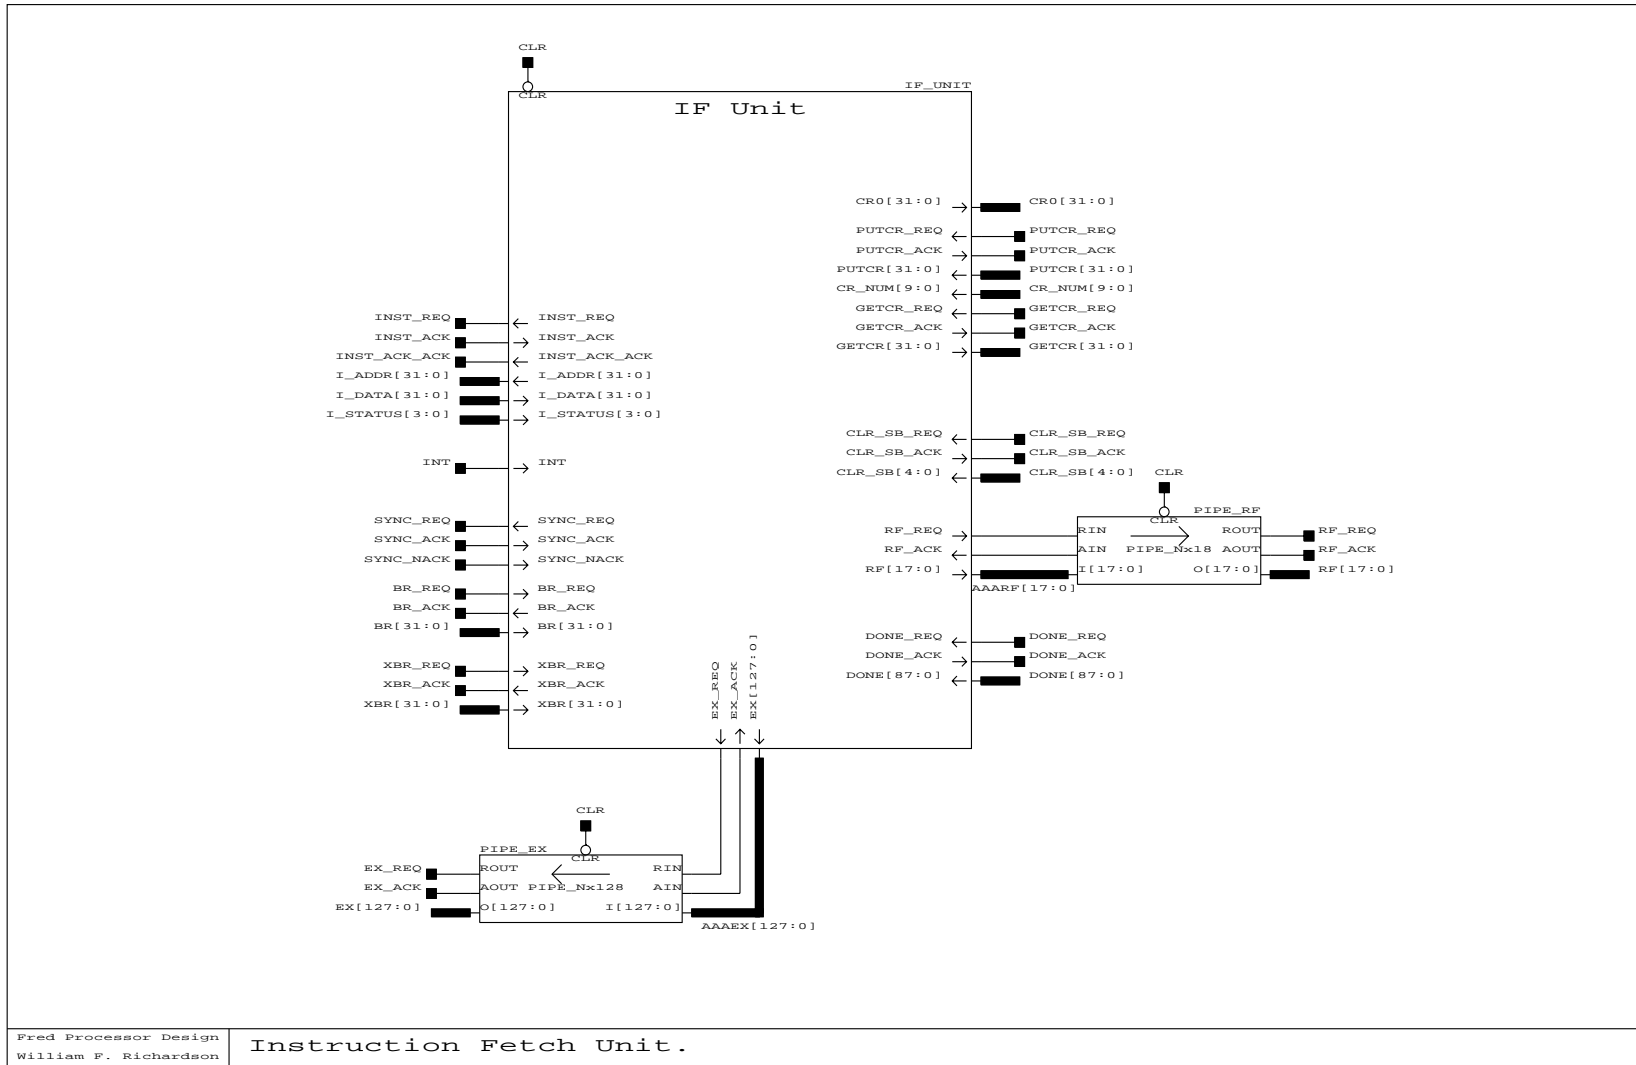 CLR
CLR
IF_UNIT
IF Unit
CR0[31:0] CR0[31:0]
PUTCR_REQ PUTCR_REQ
PUTCR_ACK PUTCR_ACK
PUTCR[31:0] PUTCR[31:0]
CR_NUM[9:0] CR_NUM[9:0]
GETCR_REQ GETCR_REQ
GETCR_ACK GETCR_ACK
GETCR[31:0] GETCR[31:0]
INST_REQ INST_REQ
INST_ACK INST_ACK
INST_ACK_ACK INST_ACK_ACK
I_ADDR[31:0] I_ADDR[31:0]
I_DATA[31:0] I_DATA[31:0]
I_STATUS[3:0] I_STATUS[3:0]
INT INT
CLR_SB_REQ CLR_SB_REQ
CLR_SB_ACK CLR_SB_ACK
CLR_SB[4:0] CLR_SB[4:0]
SYNC_REQ SYNC_REQ
SYNC_ACK SYNC_ACK
SYNC_NACK SYNC_NACK
BR_REQ BR_REQ
BR_ACK BR_ACK
BR[31:0] BR[31:0]
XBR_REQ XBR_REQ
XBR_ACK XBR_ACK
XBR[31:0] XBR[31:0]
CLR
CLR PIPE_RF
RF_REQ RIN ROUT RF_REQ
RF_ACK AIN PIPE_Nx18 AOUT RF_ACK
RF[17:0] I[17:0] O[17:0] RF[17:0]
AAARF[17:0]
DONE_REQ DONE_REQ
DONE_ACK DONE_ACK
DONE[87:0] DONE[87:0]
EX_REQ
EX_ACK
EX[127:0]
CLR
PIPE_EX CLR
EX_REQ ROUT RIN
EX_ACK AOUT PIPE_Nx128 AIN
EX[127:0] O[127:0] I[127:0]
AAAEX[127:0]
Fred Processor Design
William F. Richardson
Instruction Fetch Unit.